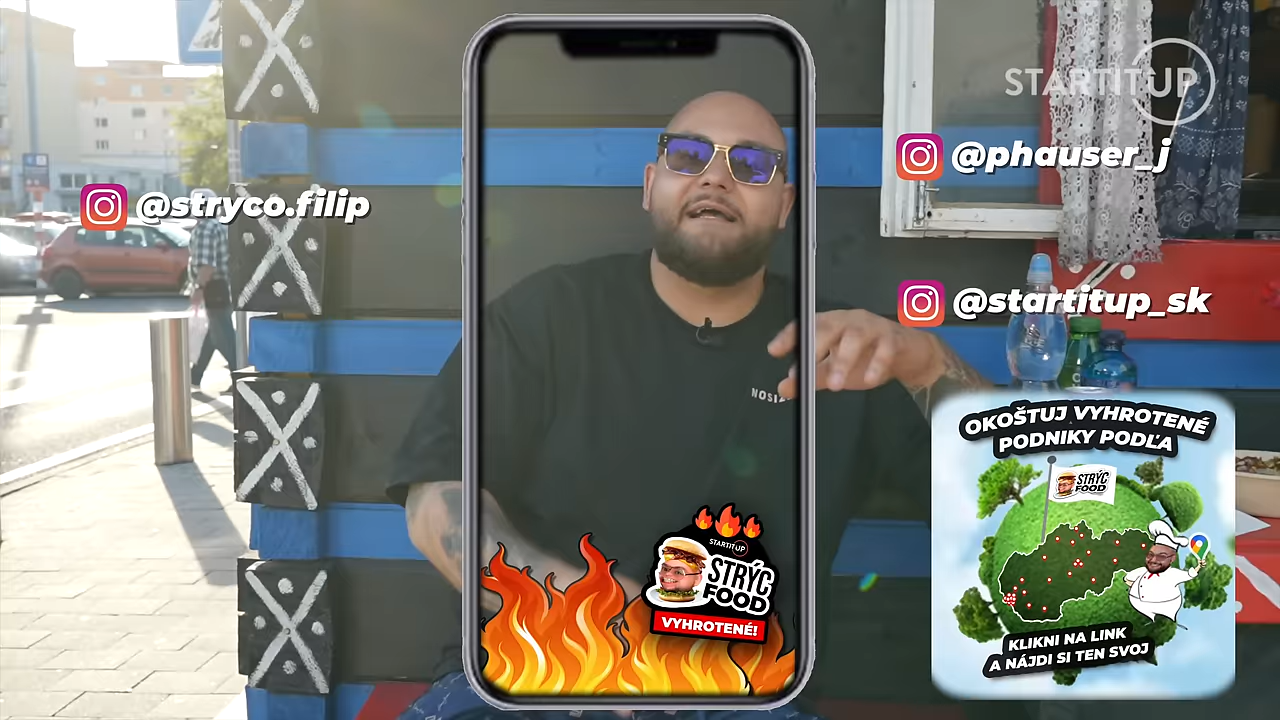 STARTITUP
@phauser_j
@stryco.filip
@startitup_sk
NOSI
OKOŠTUJ VYHROTENÉ
PODNIKY PODĽA
STRÝC
FOOD
STARTITUP
STRÝC
FOOD
VYHROTENÉ!
KLIKNI NA LINK
A NÁJDI SI TEN SVOJ